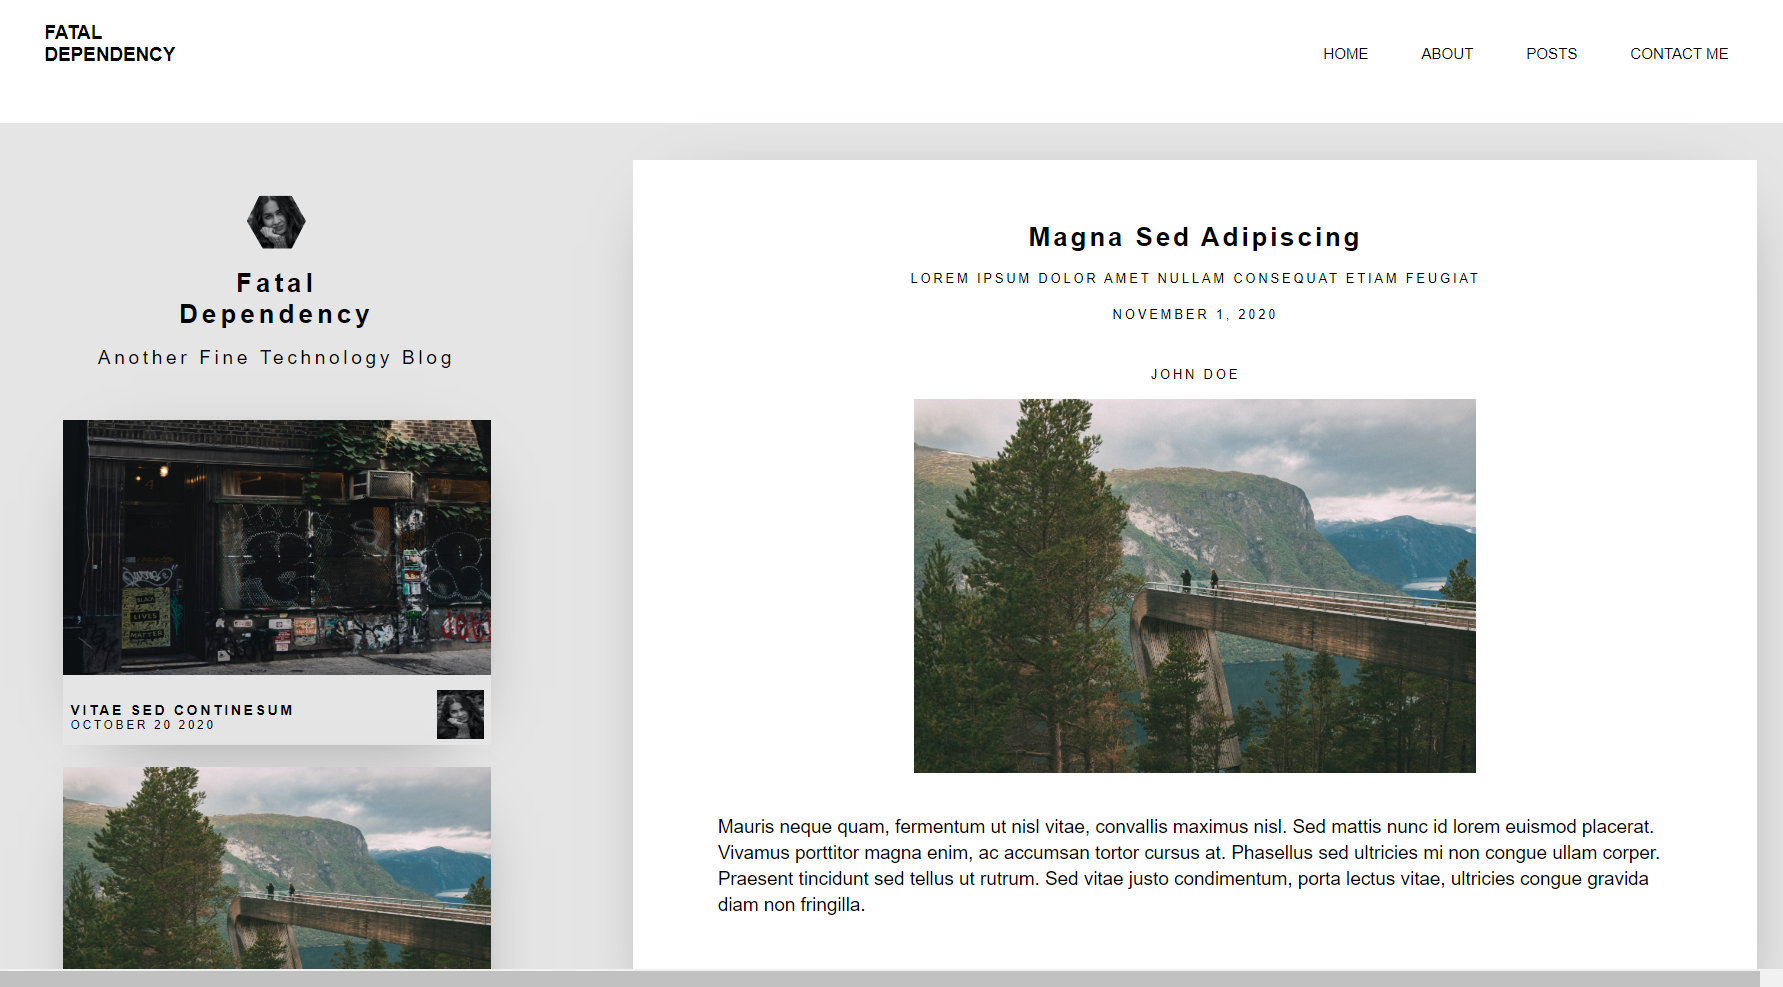 FATAL
DEPENDENCY
HOME
ABOUT
POSTS
CONTACT ME
Fatal
Dependency
Another Fine Technology Blog
BLACK
LIVES
MATTER
VITAE SED CONTINESUM
OCTOBER 20 2020
Magna Sed Adipiscing
LOREM IPSUM DOLOR AMET NULLAM CONSEQUAT ETIAM FEUGIAT
NOVEMBER 1, 2020
JOHN DOE
Mauris neque quam, fermentum ut nisl vitae, convallis maximus nisl. Sed mattis nunc id lorem euismod placerat.
Vivamus porttitor magna enim, ac accumsan tortor cursus at. Phasellus sed ultricies mi non congue ullam corper.
Praesent tincidunt sed tellus ut rutrum. Sed vitae justo condimentum, porta lectus vitae, ultricies congue gravida
diam non fringilla.